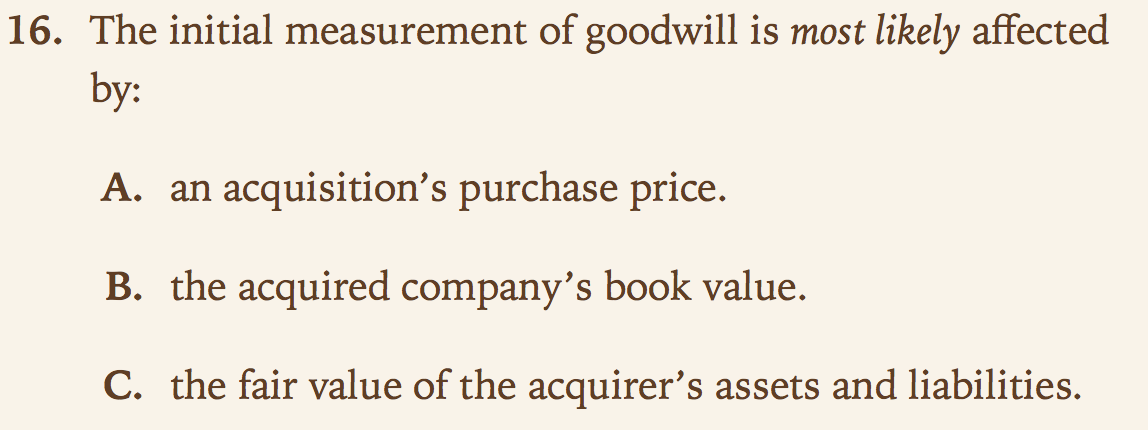 16. The initial measurement of goodwill is most likely affected
by:
A. an acquisition’s purchase price.
B. the acquired company’s book value.
C. the fair value of the acquirer’s assets and liabilities.